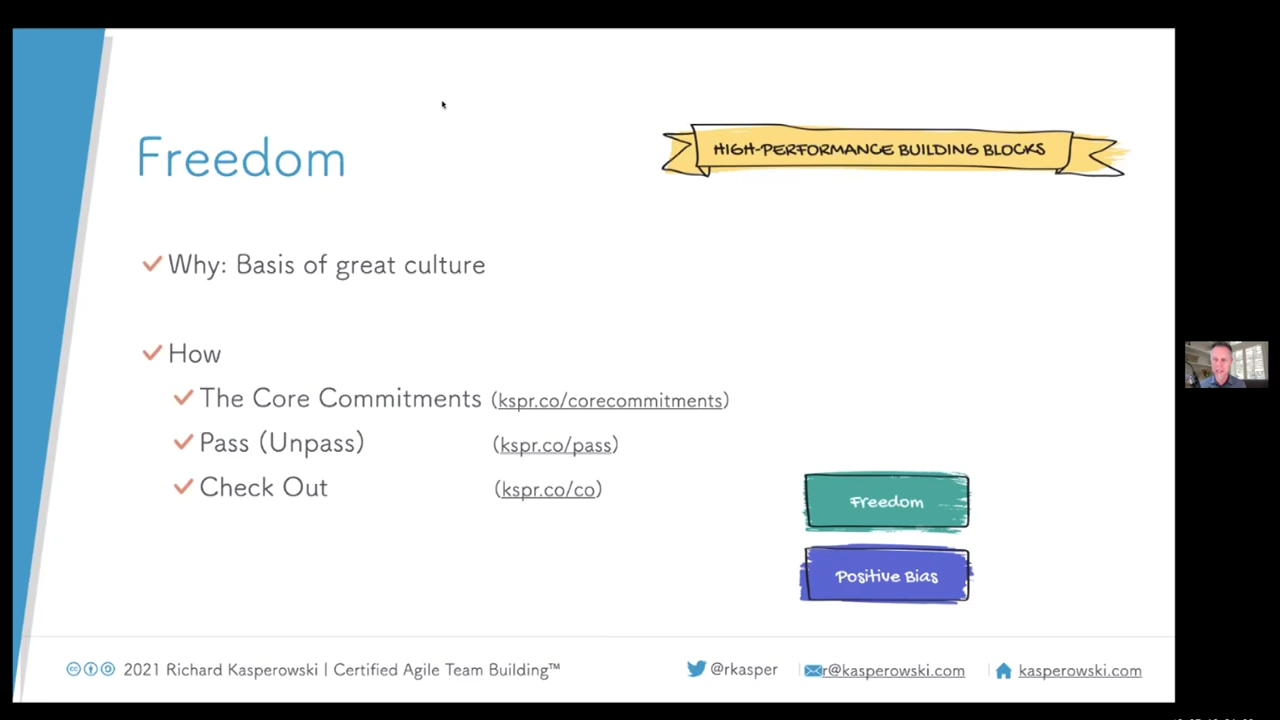 Freedom
HIGH-PERFORMANCE BUILDING BLOCKS
Why: Basis of great culture
How
The Core Commitments (kspr.co/corecommitments)
Pass (Unpass) (kspr.co/pass)
Check Out (kspr.co/co)
Freedom
Positive Bias
2021 Richard Kasperowski | Certified Agile Team Building™
@rkasper
r@kasperowski.com
kasperowski.com